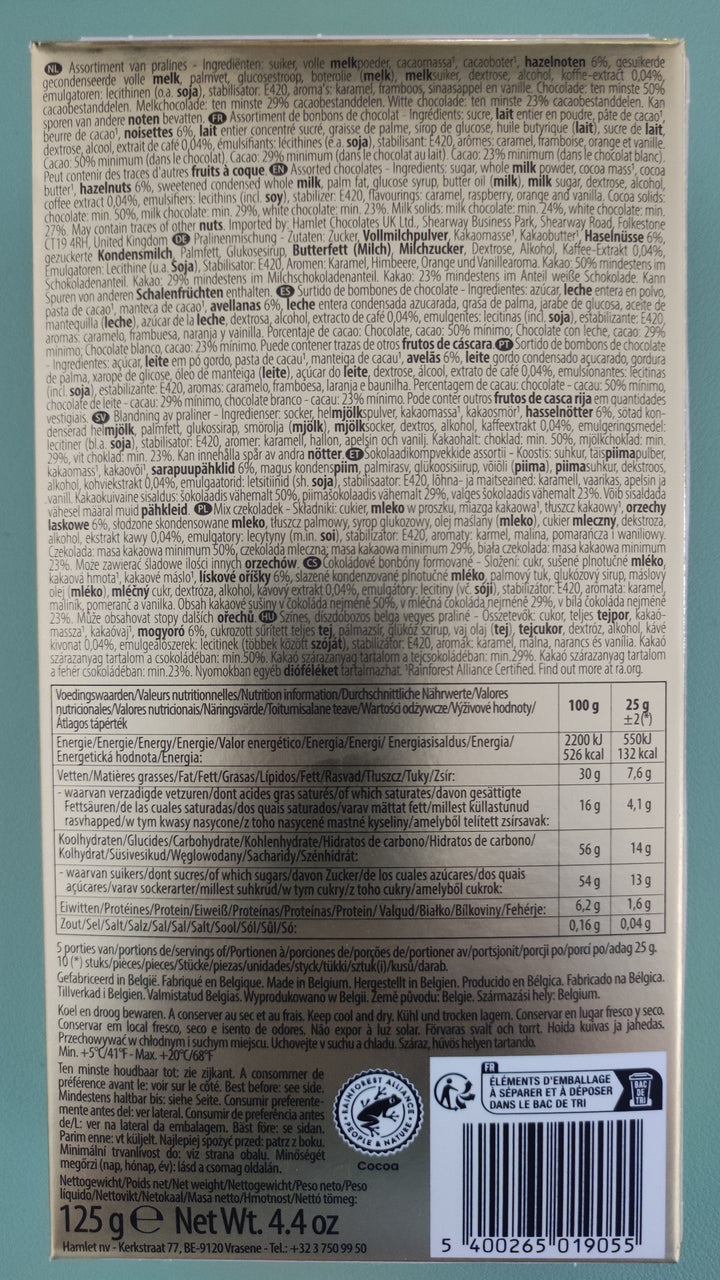 NL Assortiment van pralines - Ingrediënten: suiker, volle melkpoeder, cacaomassa¹, cacaoboter¹, hazelnoten 6%, gesuikerde
gecondenseerde volle melk, palmvet, glucosestroop, boterolie (melk), melksuiker, dextrose, alcohol, koffie-extract 0,04%,
emulgatoren: lecithinen (o.a. soja), stabilisator: E420, aroma's: karamel, framboos, sinaasappel en vanille. Chocolade: ten minste 50%
cacaobestanddelen. Melkchocolade: ten minste 29% cacaobestanddelen. Witte chocolade: ten minste 23% cacaobestanddelen. Kan
sporen van andere noten bevatten. FR Assortiment de bonbons de chocolat - Ingrédients: sucre, lait entier en poudre, pâte de cacao¹,
beurre de cacao¹, noisettes 6%, lait entier concentré sucré, graisse de palme, sirop de glucose, huile butyrique (lait), sucre de lait,
dextrose, alcool, extrait de café 0,04%, émulsifiants: lécithines (e.a. soja), stabilisant: E420, arômes: caramel, framboise, orange et vanille.
Cacao: 50% minimum (dans le chocolat). Cacao: 29% minimum (dans le chocolat au lait). Cacao: 23% minimum (dans le chocolat blanc).
Peut contenir des traces d'autres fruits à coque. EN Assorted chocolates - Ingredients: sugar, whole milk powder, cocoa mass¹, cocoa
butter¹, hazelnuts 6%, sweetened condensed whole milk, palm fat, glucose syrup, butter oil (milk), milk sugar, dextrose, alcohol,
coffee extract 0,04%, emulsifiers: lecithins (incl. soy), stabilizer: E420, flavourings: caramel, raspberry, orange and vanilla. Cocoa solids:
chocolate: min. 50%, milk chocolate: min. 29%, white chocolate: min. 23%. Milk solids: milk chocolate: min. 24%, white chocolate: min.
27%. May contain traces of other nuts. Imported by: Hamlet Chocolates UK Ltd., Shearway Business Park, Shearway Road, Folkestone
CT19 4RH, United Kingdom DE Pralinenmischung - Zutaten: Zucker, Vollmilchpulver, Kakaomasse¹, Kakaobutter¹, Haselnüsse 6%,
gezuckerte Kondensmilch, Palmfett, Glukosesirup, Butterfett (Milch), Milchzucker, Dextrose, Alkohol, Kaffee-Extrakt 0,04%,
Emulgatoren: Lecithine (u.a. Soja), Stabilisator: E420, Aromen: Karamel, Himbeere, Orange und Vanillearoma. Kakao: 50% mindestens im
Schokoladenanteil. Kakao: 29% mindestens im Milchschokoladenanteil. Kakao: 23% mindestens im Anteil weiße Schokolade. Kann
Spuren von anderen Schalenfrüchten enthalten. ES Surtido de bombones de chocolate - Ingredientes: azúcar, leche entera en polvo,
pasta de cacao¹, manteca de cacao¹, avellanas 6%, leche entera condensada azucarada, grasa de palma, jarabe de glucosa, aceite de
mantequilla (leche), azúcar de la leche, dextrosa, alcohol, extracto de café 0,04%, emulgentes: lecitinas (incl. soja), estabilizante: E420,
aromas: caramelo, frambuesa, naranja y vainilla. Porcentaje de cacao: Chocolate, cacao: 50% mínimo; Chocolate con leche, cacao: 29%
mínimo; Chocolate blanco, cacao: 23% mínimo. Puede contener trazas de otros frutos de cáscara. PT Sortido de bombons de chocolate
- Ingredientes: açúcar, leite em pó gordo, pasta de cacau¹, manteiga de cacau¹, avelãs 6%, leite gordo condensado açucarado, gordura
de palma, xarope de glicose, óleo de manteiga (leite), açúcar do leite, dextrose, álcool, extrato de café 0,04%, emulsionantes: lecitinas
(incl. soja), estabilizante: E420, aromas: caramelo, framboesa, laranja e baunilha. Percentagem de cacau: chocolate - cacau: 50% mínimo,
chocolate de leite - cacau: 29% mínimo, chocolate branco - cacau: 23% mínimo. Pode conter outros frutos de casca rija em quantidades
vestigiais. SV Blandning av praliner - Ingredienser: socker, helmjölkspulver, kakaomassa¹, kakaosmör¹, hasselnötter 6%, sötad kon-
denserad helmjölk, palmfett, glukossirap, smörolja (mjölk), mjölksocker, dextros, alkohol, kaffeextrakt 0,04%, emulgeringsmedel:
lecitiner (bl.a. soja), stabilisator: E420, aromer: karamell, hallon, apelsin och vanilj. Kakaohalt: choklad: min. 50%, mjölkchoklad: min.
29%, vit choklad: min. 23%. Kan innehålla spår av andra nötter. ET Šokolaadikompvekkide assortii - Koostis: suhkur, täispiimapulber,
kakaomass¹, kakaovõi¹, sarapuupähklid 6%, magus kondenspiim, palmirasv, glükoosisiirup, võiõli (piima), piimasuhkur, dekstroos,
alkohol, kohviekstrakt 0,04%, emulgaatorid: letsitiinid (sh. soja), stabilisaator: E420, lõhna- ja maitseained: karamell, vaarikas, apelsin ja
vanill. Kakaokuivaine sisaldus: šokolaadis vähemalt 50%, piimašokolaadis vähemalt 29%, valges šokolaadis vähemalt 23%. Võib sisaldada
vähesel määral muid pähkleid. PL Mix czekoladek - Składniki: cukier, mleko w proszku, miazga kakaowa¹, tłuszcz kakaowy¹, orzechy
laskowe 6%, słodzone skondensowane mleko, tłuszcz palmowy, syrop glukozowy, olej maślany (mleko), cukier mleczny, dekstroza,
alkohol, ekstrakt kawy 0,04%, emulgatory: lecytyny (m.in. soi), stabilizator: E420, aromaty: karmel, malina, pomarańcza i waniliowy.
Czekolada: masa kakaowa minimum 50%, czekolada mleczna: masa kakaowa minimum 29%, biała czekolada: masa kakaowa minimum
23%. Może zawierać śladowe ilości innych orzechów. CS Čokoládové bonbóny formované - Složení: cukr, sušené plnotučné mléko,
kakaová hmota¹, kakaové máslo¹, lískové oříšky 6%, slazené kondenzované plnotučné mléko, palmový tuk, glukózový sirup, máslový
olej (mléko), mléčný cukr, dextróza, alkohol, kávový extrakt 0,04%, emulgátory: lecitiny (vč. sóji), stabilizátor: E420, aromata: karamel,
malinik, pomeranč a vanilka. Obsah kakaové sušiny v čokoláda nejméně 50%, v mléčná čokoláda nejméně 29%, v bílá čokoláda nejméně
23%. Může obsahovat stopy dalších ořechů. HU Színes, díszdobozos belga vegyes praliné - Összetevők: cukor, teljes tejpor, kakaó-
massza¹, kakaóvaj¹, mogyoró 6%, cukrozott sűrített teljes tej, pálmazsír, glükóz szirup, vaj olaj (tej), tejcukor, dextróz, alkohol, kávé
kivonat 0,04%, emulgeálószerek: lecitinek (többek között szóját), stabilizátor: E420, aromák: karamel, málna, narancs és vanília. Kakaó
szárazanyag tartalom a csokoládéban: min.50%. Kakaó szárazanyag tartalom a tejcsokoládéban: min.29%. Kakaó szárazanyag tartalom
a fehér csokoládéban: min.23%. Nyomokban egyéb dióféléket tartalmazhat. ¹Rainforest Alliance Certified. Find out more at ra.org.
Voedingswaarden/Valeurs nutritionnelles/Nutrition information/Durchschnittliche Nährwerte/Valores
nutricionales/Valores nutricionais/Näringsvärde/Toitumisalane teave/Wartości odżywcze/Výživové hodnoty/
Átlagos tápérték
100 g
25 g
±2(*)
Energie/Energie/Energy/Energie/Valor energético/Energia/Energi/ Energiasisaldus/Energia/
Energetická hodnota/Energia:
2200 kJ 550kJ
526 kcal 132 kcal
Vetten/Matières grasses/Fat/Fett/Grasas/Lípidos/Fett/Rasvad/Tłuszcz/Tuky/Zsír: 30 g 7,6 g
- waarvan verzadigde vetzuren/dont acides gras saturés/of which saturates/davon gesättigte
Fettsäuren/de las cuales saturadas/dos quais saturados/varav mättat fett/millest küllastunud
rasvhapped/w tym kwasy nasycone/z toho nasycené mastné kyseliny/amelyből telített zsírsavak:
16 g 4,1 g
Koolhydraten/Glucides/Carbohydrate/Kohlenhydrate/Hidratos de carbono/Hidratos de carbono/
Kolhydrat/Süsivesikud/Węglowodany/Sacharidy/Szénhidrát:
56 g 14 g
- waarvan suikers/dont sucres/of which sugars/davon Zucker/de los cuales azúcares/dos quais
açúcares/varav sockerarter/millest suhkrud/w tym cukry/z toho cukry/amelyből cukrok:
54 g 13 g
Eiwitten/Protéines/Protein/Eiweiß/Proteínas/Proteínas/Protein/ Valgud/Białko/Bílkoviny/Fehérje: 6,2 g 1,6 g
Zout/Sel/Salt/Salz/Sal/Sal/Salt/Sool/Sól/Sůl/Só: 0,16 g 0,04 g
5 porties van/portions de/servings of/Portionen à/porciones de/porções de/portioner av/portsjonit/porcji po/porcí po/adag 25 g.
10 (*) stuks/pièces/pieces/Stücke/piezas/unidades/styck/tükki/sztuk(i)/kusů/darab.
Gefabriceerd in België. Fabriqué en Belgique. Made in Belgium. Hergestellt in Belgien. Producido en Bélgica. Fabricado na Bélgica.
Tillverkad i Belgien. Valmistatud Belgias. Wyprodukowano w Belgii. Země původu: Belgie. Származási hely: Belgium.
Koel en droog bewaren. A conserver au sec et au frais. Keep cool and dry. Kühl und trocken lagern. Conservar en lugar fresco y seco.
Conservar em local fresco, seco e isento de odores. Não expor à luz solar. Förvaras svalt och torrt. Hoida kuivas ja jahedas.
Przechowywać w chłodnym i suchym miejscu. Uchovejte v suchu a chladu. Száraz, hűvös helyen tartandó.
Min. +5°C/41°F - Max. +20°C/68°F
Ten minste houdbaar tot: zie zijkant. A consommer de
préférence avant le: voir sur le côté. Best before: see side.
Mindestens haltbar bis: siehe Seite. Consumir preferente-
mente antes del: ver lateral. Consumir de preferência antes
de/L: ver na lateral da embalagem. Bäst före: se sidan.
Parim enne: vt küljelt. Najlepiej spożyć przed: patrz z boku.
Minimální trvanlivost do: viz strana obalu. Minőségét
megőrzi (nap, hónap, év): lásd a csomag oldalán.
Nettogewicht/Poids net/Net weight/Nettogewicht/Peso neto/Peso
líquido/Nettovikt/Netokaal/Masa netto/Hmotnost/Nettó tömeg:
125 g e Net Wt. 4.4 oz
Hamlet nv - Kerkstraat 77, BE-9120 Vrasene - Tel.: +32 3 750 99 50
RAINFOREST ALLIANCE
PEOPLE & NATURE
Cocoa
FR
ÉLÉMENTS D'EMBALLAGE
À SÉPARER ET À DÉPOSER
DANS LE BAC DE TRI
BAC
DE
TRI
5 400265 019055